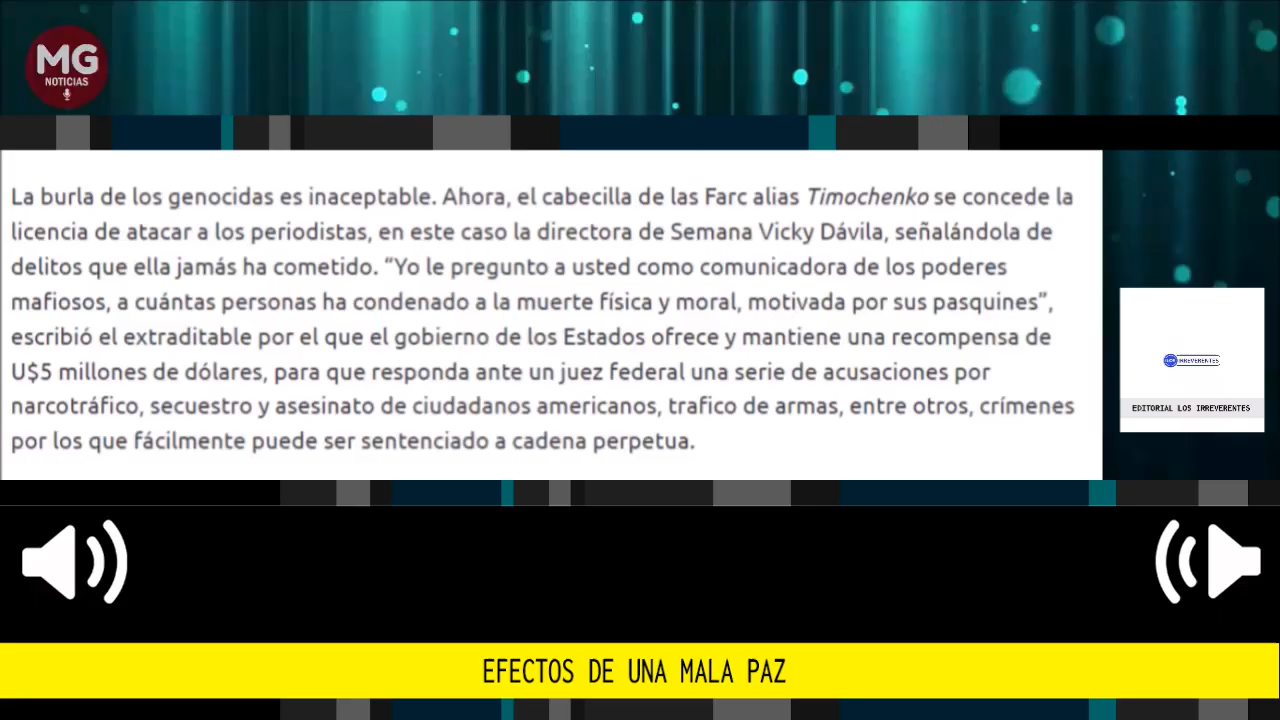 MG
NOTICIAS
La burla de los genocidas es inaceptable. Ahora, el cabecilla de las Farc alias Timochenko se concede la
licencia de atacar a los periodistas, en este caso la directora de Semana Vicky Dávila, señalándola de
delitos que ella jamás ha cometido. “Yo le pregunto a usted como comunicadora de los poderes
mafiosos, a cuántas personas ha condenado a la muerte física y moral, motivada por sus pasquines”,
escribió el extraditable por el que el gobierno de los Estados ofrece y mantiene una recompensa de
U$5 millones de dólares, para que responda ante un juez federal una serie de acusaciones por
narcotráfico, secuestro y asesinato de ciudadanos americanos, trafico de armas, entre otros, crímenes
por los que fácilmente puede ser sentenciado a cadena perpetua.
IRREVERENTES
EDITORIAL LOS IRREVERENTES
EFECTOS DE UNA MALA PAZ